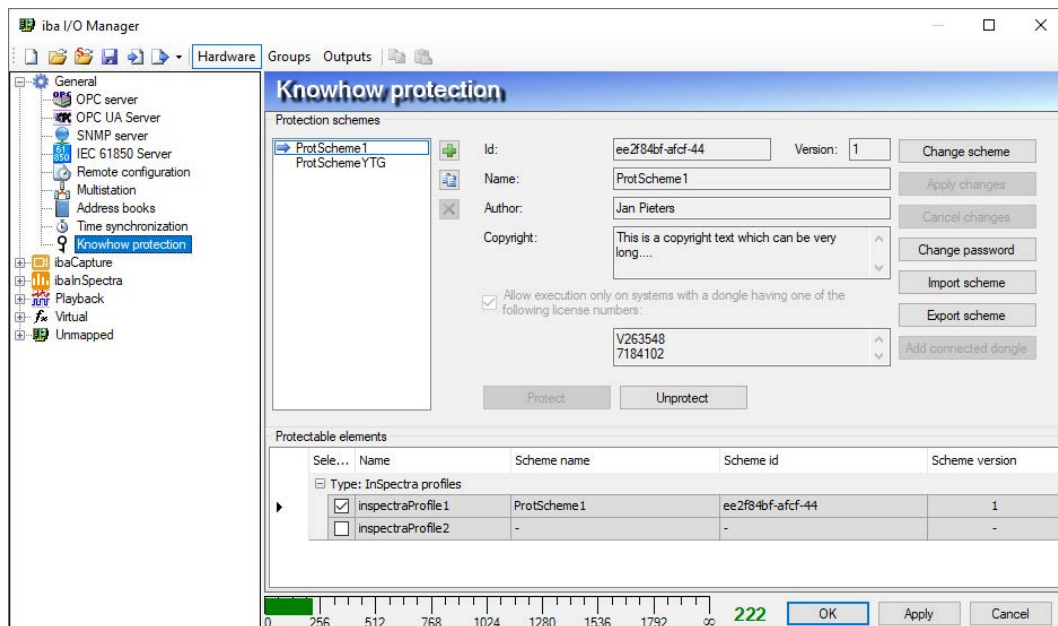 iba I/O Manager
Hardware Groups Outputs
General
OPC server
OPC UA Server
SNMP server
IEC 61850 Server
Remote configuration
Multistation
Address books
Time synchronization
Knowhow protection
ibaCapture
ibaInSpectra
Playback
Virtual
Unmapped
Knowhow protection
Protection schemes
ProtScheme1
ProtSchemeYTG
Id: ee2f84bf-afcf-44 Version: 1
Name: ProtScheme1
Author: Jan Pieters
Copyright: This is a copyright text which can be very
long....
Allow execution only on systems with a dongle having one of the
following license numbers:
V263548
7184102
Protect Unprotect
Change scheme
Apply changes
Cancel changes
Change password
Import scheme
Export scheme
Add connected dongle
Protectable elements
Sele... Name Scheme name Scheme id Scheme version
Type: InSpectra profiles
inspectraProfile1 ProtScheme1 ee2f84bf-afcf-44 1
inspectraProfile2 - - -
0 256 512 768 1024 1280 1536 1792 ∞ 222 OK Apply Cancel